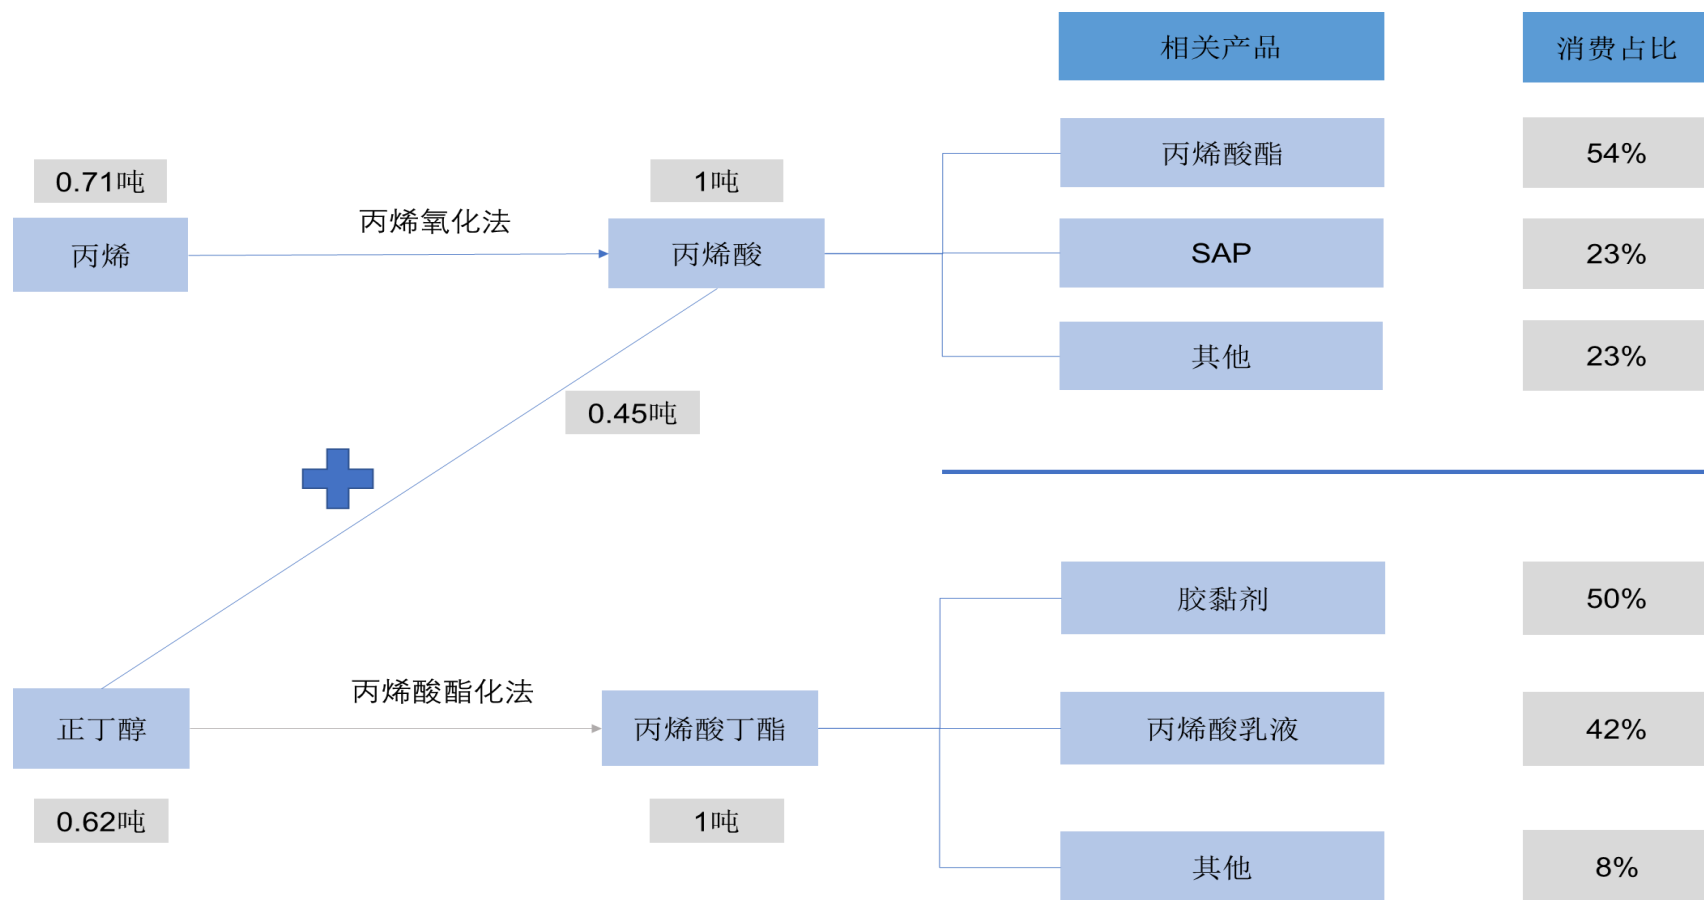 相关产品
消费占比
丙烯酸酯
54%
0.71吨
1吨
丙烯氧化法
丙烯
丙烯酸
SAP
23%
其他
23%
0.45吨
胶黏剂
50%
丙烯酸酯化法
正丁醇
丙烯酸丁酯
丙烯酸乳液
42%
0.62吨
1吨
其他
8%